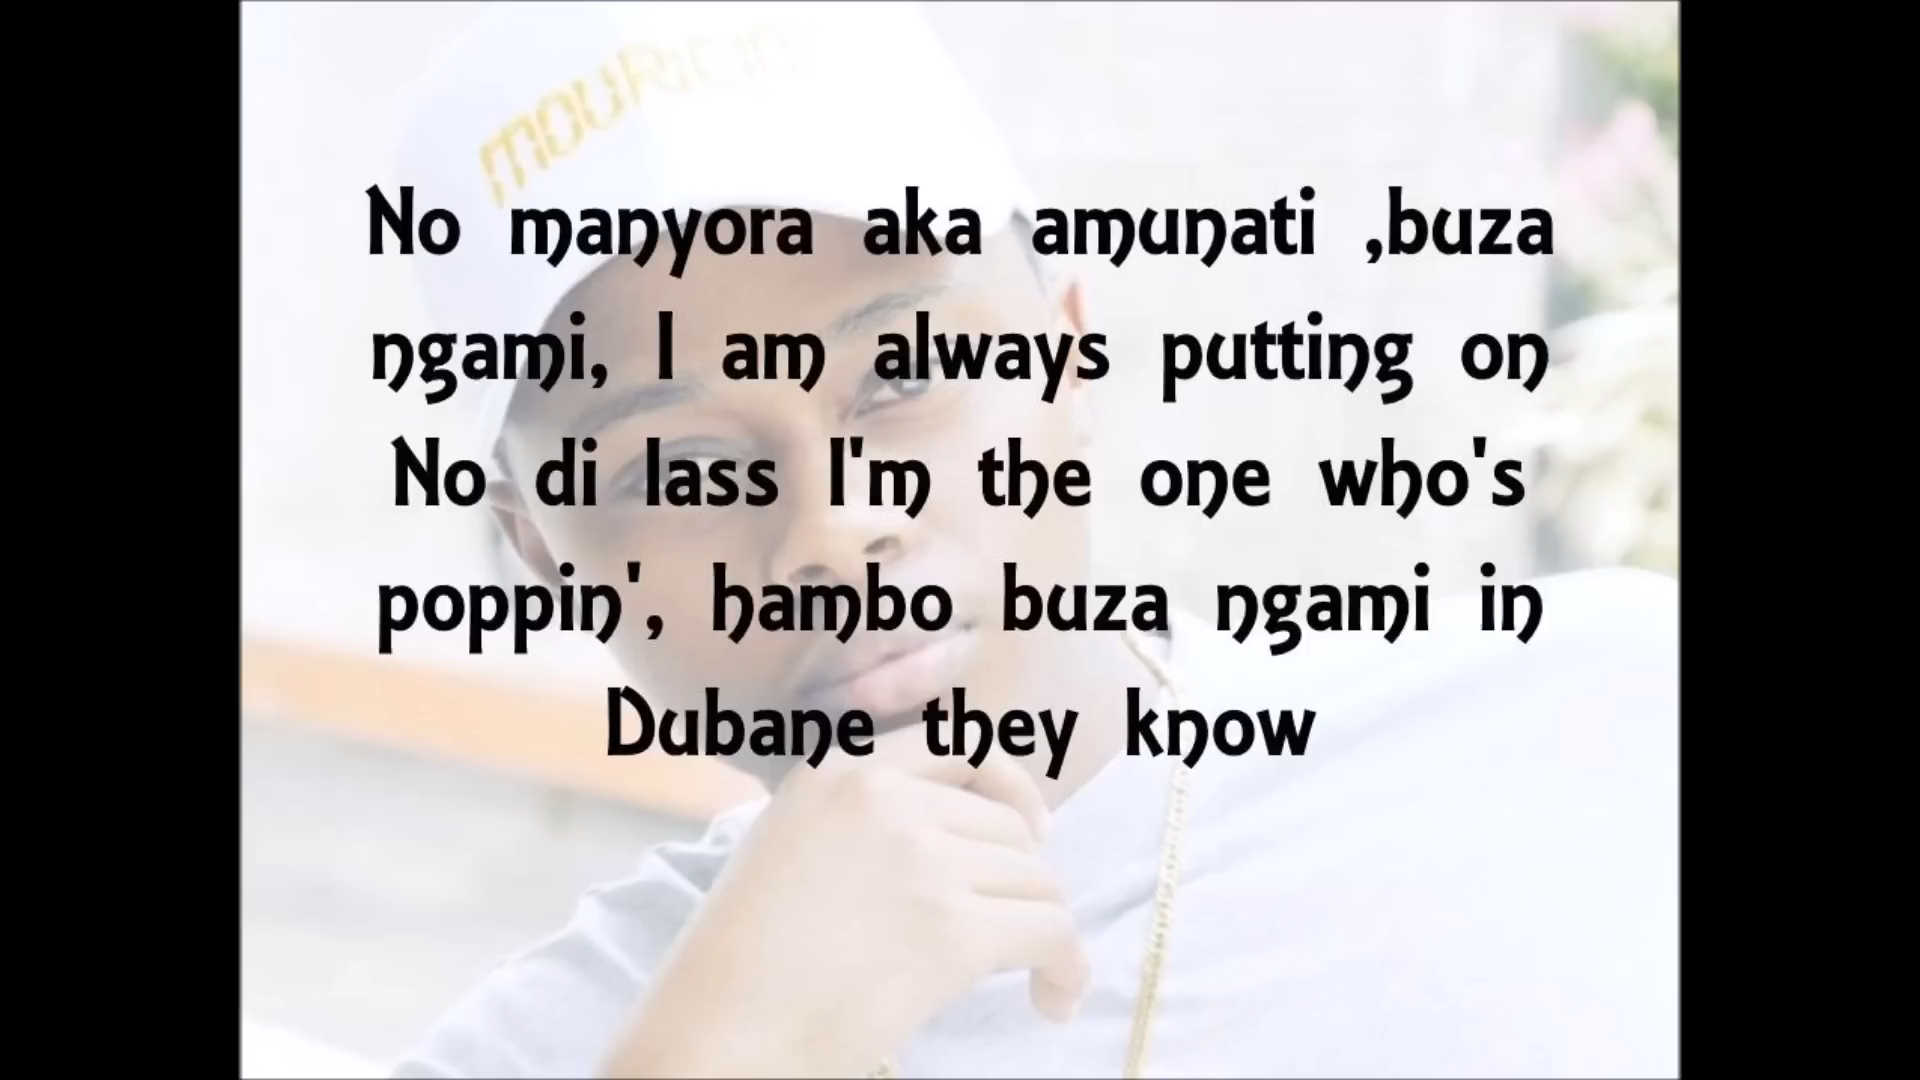 MOURICIO
No manyora aka amunati ,buza
ngami, I am always putting on
No di lass I'm the one who's
poppin', hambo buza ngami in
Dubane they know